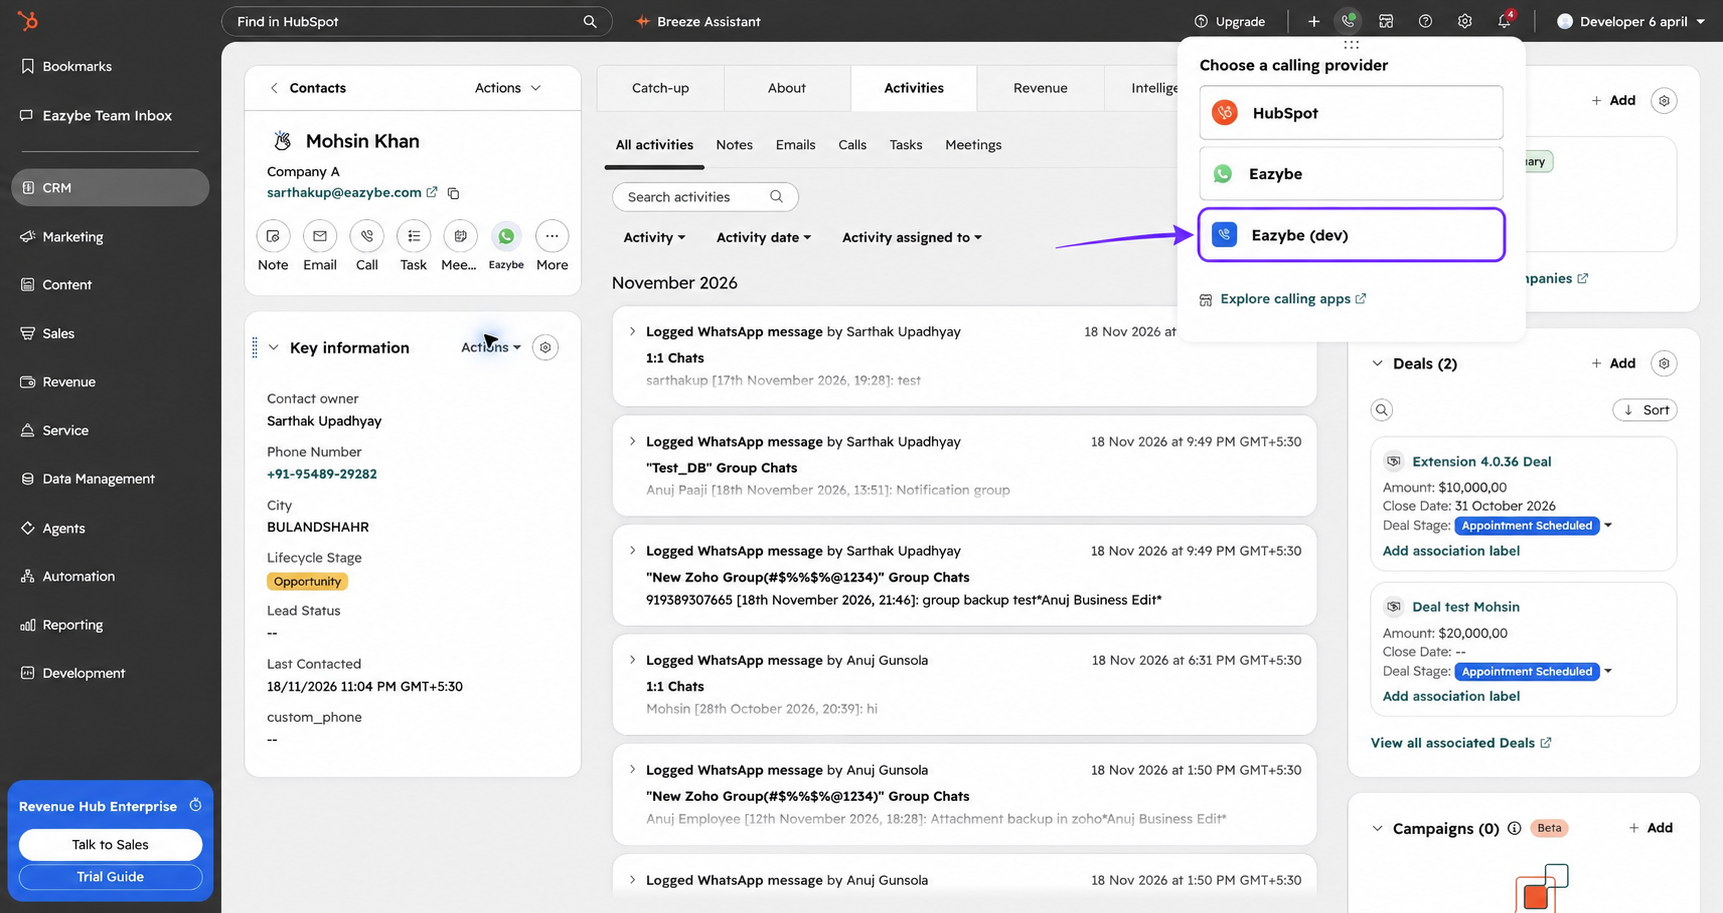 Find in HubSpot
Breeze Assistant
Upgrade
4
Developer 6 april
Bookmarks
Eazybe Team Inbox
CRM
Marketing
Content
Sales
Revenue
Service
Data Management
Agents
Automation
Reporting
Development
Revenue Hub Enterprise
Talk to Sales
Trial Guide
Contacts
Actions
Mohsin Khan
Company A
sarthakup@eazybe.com
Note
Email
Call
Task
Mee...
Eazybe
More
Key information
Actions
Contact owner
Sarthak Upadhyay
Phone Number
+91-95489-29282
City
BULANDSHAHR
Lifecycle Stage
Opportunity
Lead Status
--
Last Contacted
18/11/2026 11:04 PM GMT+5:30
custom_phone
--
Catch-up
About
Activities
Revenue
Intellige
All activities
Notes
Emails
Calls
Tasks
Meetings
Search activities
Activity
Activity date
Activity assigned to
November 2026
Logged WhatsApp message by Sarthak Upadhyay
18 Nov 2026 at
1:1 Chats
sarthakup [17th November 2026, 19:28]: test
Logged WhatsApp message by Sarthak Upadhyay
18 Nov 2026 at 9:49 PM GMT+5:30
"Test_DB" Group Chats
Anuj Paaji [18th November 2026, 13:51]: Notification group
Logged WhatsApp message by Sarthak Upadhyay
18 Nov 2026 at 9:49 PM GMT+5:30
"New Zoho Group(#$%%$%@1234)" Group Chats
919389307665 [18th November 2026, 21:46]: group backup test*Anuj Business Edit*
Logged WhatsApp message by Anuj Gunsola
18 Nov 2026 at 6:31 PM GMT+5:30
1:1 Chats
Mohsin [28th October 2026, 20:39]: hi
Logged WhatsApp message by Anuj Gunsola
18 Nov 2026 at 1:50 PM GMT+5:30
"New Zoho Group(#$%%$%@1234)" Group Chats
Anuj Employee [12th November 2026, 18:28]: Attachment backup in zoho*Anuj Business Edit*
Logged WhatsApp message by Anuj Gunsola
18 Nov 2026 at 1:50 PM GMT+5:30
Choose a calling provider
HubSpot
Eazybe
Eazybe (dev)
Explore calling apps
+ Add
ary
npanies
Deals (2)
+ Add
Sort
Extension 4.0.36 Deal
Amount: $10,000,00
Close Date: 31 October 2026
Deal Stage: Appointment Scheduled
Add association label
Deal test Mohsin
Amount: $20,000,00
Close Date: --
Deal Stage: Appointment Scheduled
Add association label
View all associated Deals
Campaigns (0)
Beta
+ Add